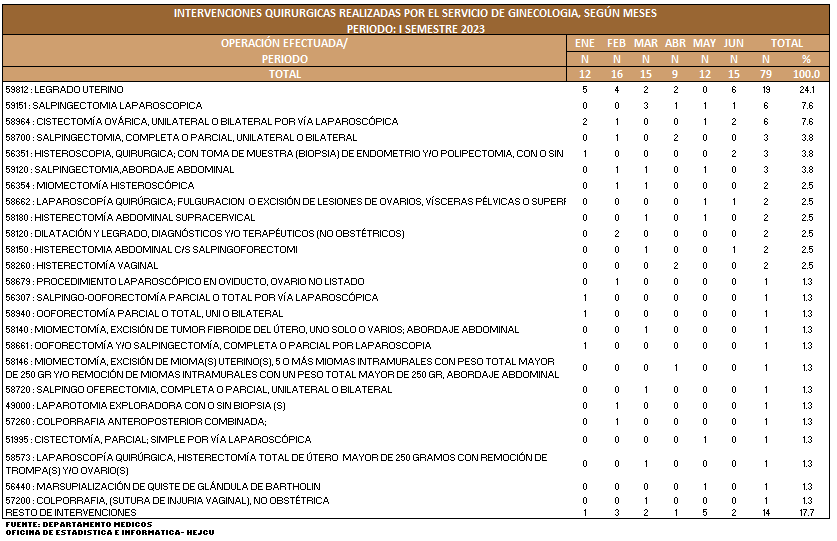 INTERVENCIONES QUIRURGICAS REALIZADAS POR EL SERVICIO DE GINECOLOGIA, SEGÚN MESES
PERIODO: I SEMESTRE 2023
OPERACIÓN EFECTUADA/ ENE FEB MAR ABR MAY JUN TOTAL
PERIODO N N N N N N N %
TOTAL 12 16 15 9 12 15 79 100.0
59812 : LEGRADO UTERINO 5 4 2 2 0 6 19 24.1
59151 : SALPINGECTOMIA LAPAROSCOPICA 0 0 3 1 1 1 6 7.6
58964 : CISTECTOMÍA OVÁRICA, UNILATERAL O BILATERAL POR VÍA LAPAROSCÓPICA 2 1 0 0 1 2 6 7.6
58700 : SALPINGECTOMIA, COMPLETA O PARCIAL, UNILATERAL O BILATERAL 0 1 0 2 0 0 3 3.8
56351 : HISTEROSCOPIA, QUIRURGICA; CON TOMA DE MUESTRA (BIOPSIA) DE ENDOMETRIO Y/O POLIPECTOMIA, CON O SIN 1 0 0 0 0 2 3 3.8
59120 : SALPINGECTOMIA,ABORDAJE ABDOMINAL 0 1 1 0 1 0 3 3.8
56354 : MIOMECTOMÍA HISTEROSCÓPICA 0 1 1 0 0 0 2 2.5
58662 : LAPAROSCOPÍA QUIRÚRGICA; FULGURACION O EXCISIÓN DE LESIONES DE OVARIOS, VÍSCERAS PÉLVICAS O SUPERF 0 0 0 0 1 1 2 2.5
58180 : HISTERECTOMÍA ABDOMINAL SUPRACERVICAL 0 0 1 0 1 0 2 2.5
58120 : DILATACIÓN Y LEGRADO, DIAGNÓSTICOS Y/O TERAPÉUTICOS (NO OBSTÉTRICOS) 0 2 0 0 0 0 2 2.5
58150 : HISTERECTOMIA ABDOMINAL C/S SALPINGOFORECTOMI 0 0 1 0 0 1 2 2.5
58260 : HISTERECTOMÍA VAGINAL 0 0 0 2 0 0 2 2.5
58679 : PROCEDIMIENTO LAPAROSCÓPICO EN OVIDUCTO, OVARIO NO LISTADO 0 1 0 0 0 0 1 1.3
56307 : SALPINGO-OOFORECTOMÍA PARCIAL O TOTAL POR VÍA LAPAROSCÓPICA 1 0 0 0 0 0 1 1.3
58940 : OOFORECTOMÍA PARCIAL O TOTAL, UNI O BILATERAL 1 0 0 0 0 0 1 1.3
58140 : MIOMECTOMÍA, EXCISIÓN DE TUMOR FIBROIDE DEL ÚTERO, UNO SOLO O VARIOS; ABORDAJE ABDOMINAL 0 0 1 0 0 0 1 1.3
58661 : OOFORECTOMÍA Y/O SALPINGECTOMÍA, COMPLETA O PARCIAL POR LAPAROSCOPIA 1 0 0 0 0 0 1 1.3
58146 : MIOMECTOMÍA, EXCISIÓN DE MIOMA(S) UTERINO(S), 5 O MÁS MIOMAS INTRAMURALES CON PESO TOTAL MAYOR
DE 250 GR Y/O REMOCIÓN DE MIOMAS INTRAMURALES CON UN PESO TOTAL MAYOR DE 250 GR, ABORDAJE ABDOMINAL 0 0 0 1 0 0 1 1.3
58720 : SALPINGO OFERECTOMIA, COMPLETA O PARCIAL, UNILATERAL O BILATERAL 0 0 1 0 0 0 1 1.3
49000 : LAPAROTOMIA EXPLORADORA CON O SIN BIOPSIA (S) 0 1 0 0 0 0 1 1.3
57260 : COLPORRAFIA ANTEROPOSTERIOR COMBINADA; 0 1 0 0 0 0 1 1.3
51995 : CISTECTOMÍA, PARCIAL; SIMPLE POR VÍA LAPAROSCÓPICA 0 0 0 0 1 0 1 1.3
58573 : LAPAROSCOPÍA QUIRÚRGICA, HISTERECTOMÍA TOTAL DE ÚTERO MAYOR DE 250 GRAMOS CON REMOCIÓN DE
TROMPA(S) Y/O OVARIO(S) 0 0 1 0 0 0 1 1.3
56440 : MARSUPIALIZACIÓN DE QUISTE DE GLÁNDULA DE BARTHOLIN 0 0 0 0 1 0 1 1.3
57200 : COLPORRAFIA, (SUTURA DE INJURIA VAGINAL), NO OBSTÉTRICA 0 0 1 0 0 0 1 1.3
RESTO DE INTERVENCIONES 1 3 2 1 5 2 14 17.7
FUENTE: DEPARTAMENTO MEDICOS
OFICINA DE ESTADISTICA E INFORMATICA- HEJCU